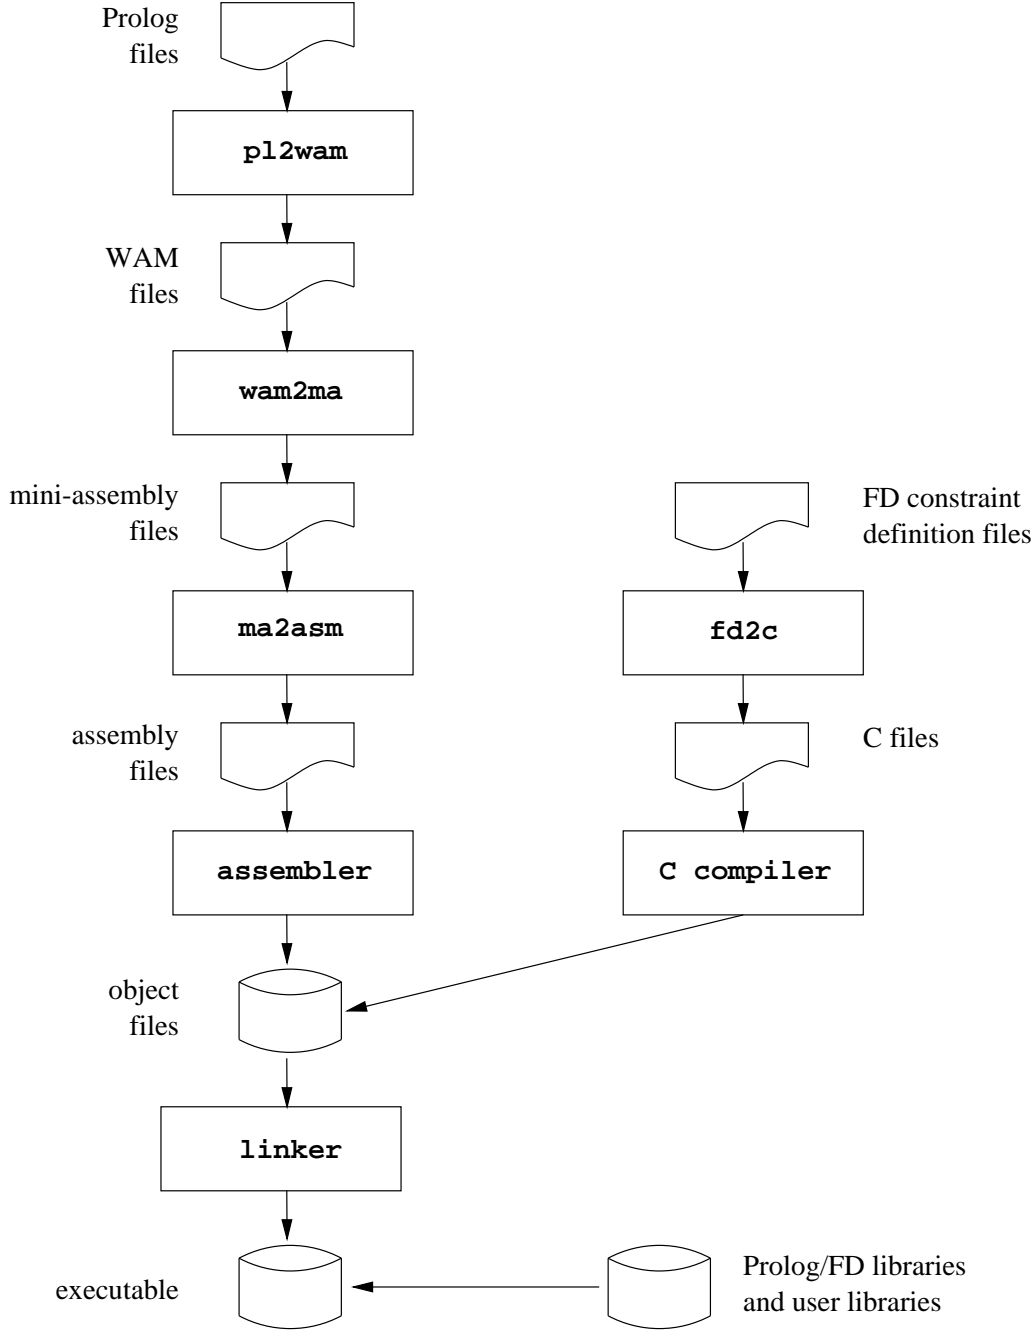 Prolog
files
pl2wam
WAM
files
wam2ma
mini-assembly
files
FD constraint
definition files
ma2asm
fd2c
assembly
files
C files
assembler
C compiler
object
files
linker
executable
Prolog/FD libraries
and user libraries